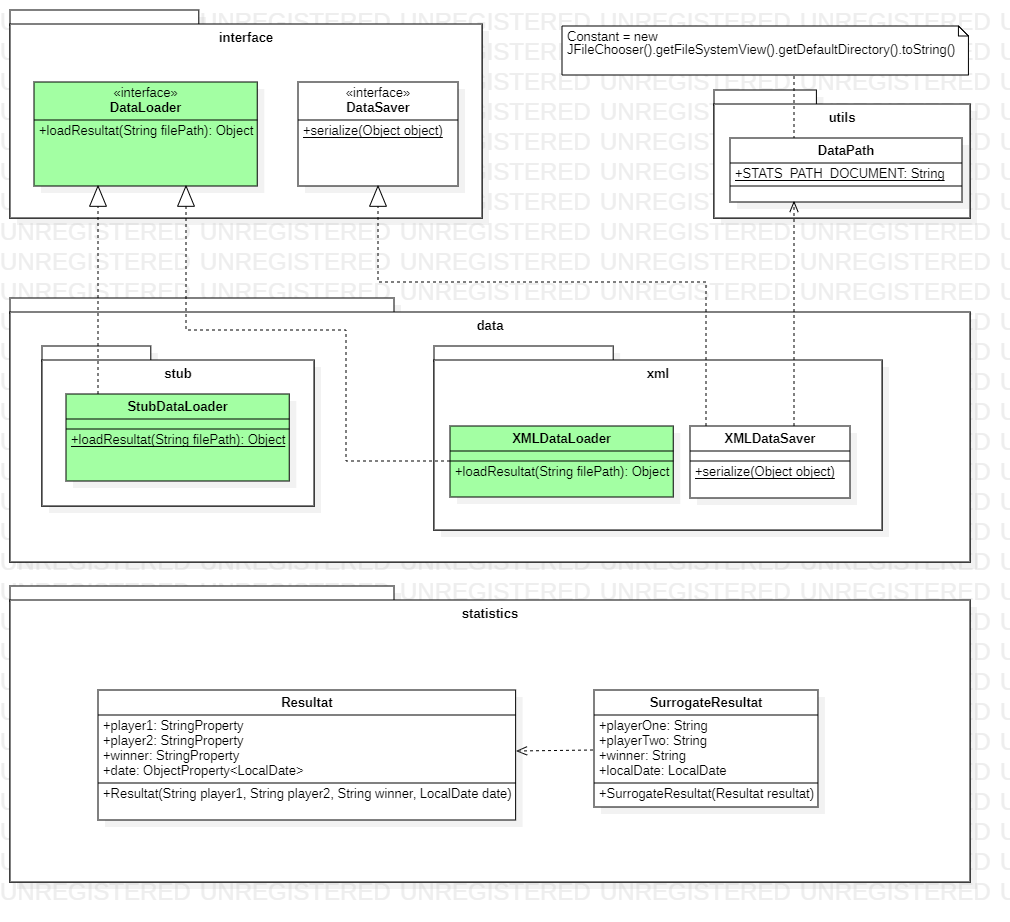 interface
«interface»
DataLoader
+loadResultat(String filePath): Object
«interface»
DataSaver
+serialize(Object object)
Constant = new
JFileChooser().getFileSystemView().getDefaultDirectory().toString()
utils
DataPath
+STATS_PATH_DOCUMENT: String
data
stub
StubDataLoader
+loadResultat(String filePath): Object
xml
XMLDataLoader
+loadResultat(String filePath): Object
XMLDataSaver
+serialize(Object object)
statistics
Resultat
+player1: StringProperty
+player2: StringProperty
+winner: StringProperty
+date: ObjectProperty<LocalDate>
+Resultat(String player1, String player2, String winner, LocalDate date)
SurrogateResultat
+playerOne: String
+playerTwo: String
+winner: String
+localDate: LocalDate
+SurrogateResultat(Resultat resultat)
UNREGISTERED UNREGISTERED UNREGISTERED UNREGISTERED UNREGISTERED U